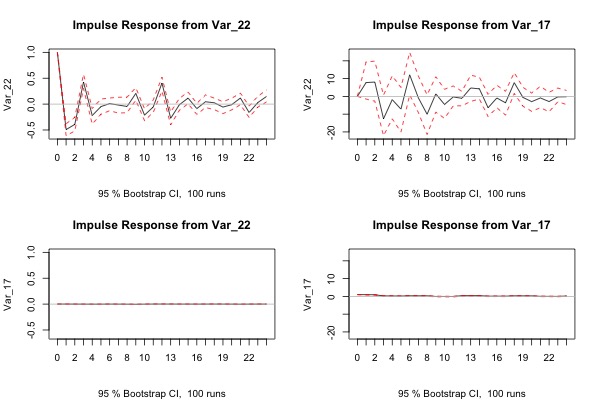 Impulse Response from Var_22
Var_22
1.0
0.5
0.0
-0.5
0 2 4 6 8 10 13 16 19 22
95 % Bootstrap CI, 100 runs
Impulse Response from Var_17
Var_22
10
0
-20
0 2 4 6 8 10 13 16 19 22
95 % Bootstrap CI, 100 runs
Impulse Response from Var_22
Var_17
1.0
0.5
0.0
-0.5
0 2 4 6 8 10 13 16 19 22
95 % Bootstrap CI, 100 runs
Impulse Response from Var_17
Var_17
10
0
-20
0 2 4 6 8 10 13 16 19 22
95 % Bootstrap CI, 100 runs